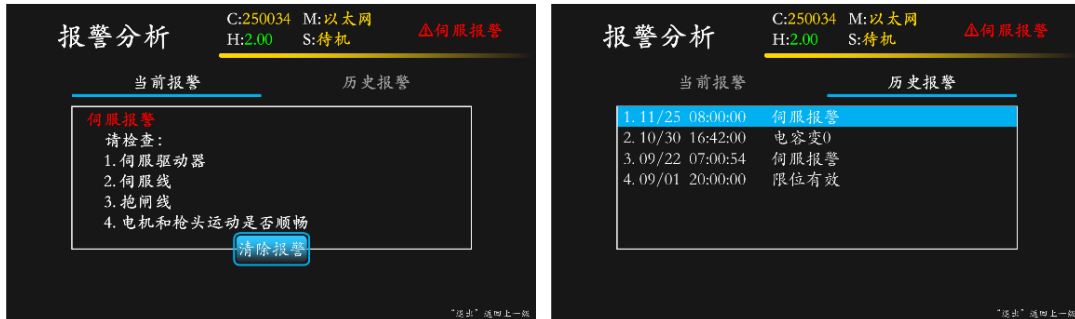 报警分析
C:250034 M:以太网
H:2.00 S:待机
⚠伺服报警
当前报警 历史报警
伺服报警
请检查:
1.伺服驱动器
2.伺服线
3.抱闸线
4.电机和枪头运动是否顺畅
清除报警
"退出"返回上一级
报警分析
C:250034 M:以太网
H:2.00 S:待机
⚠伺服报警
当前报警 历史报警
1. 11/25 08:00:00 伺服报警
2. 10/30 16:42:00 电容变0
3. 09/22 07:00:54 伺服报警
4. 09/01 20:00:00 限位有效
"退出"返回上一级